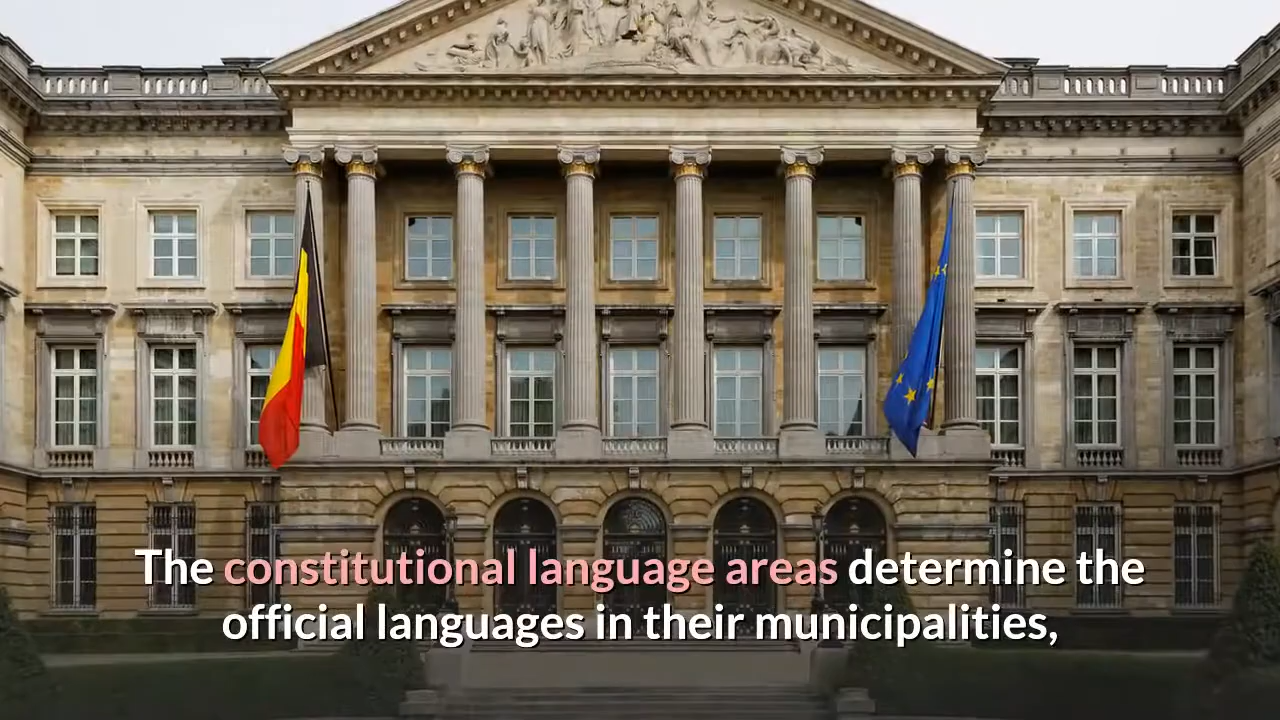 The constitutional language areas determine the
official languages in their municipalities,